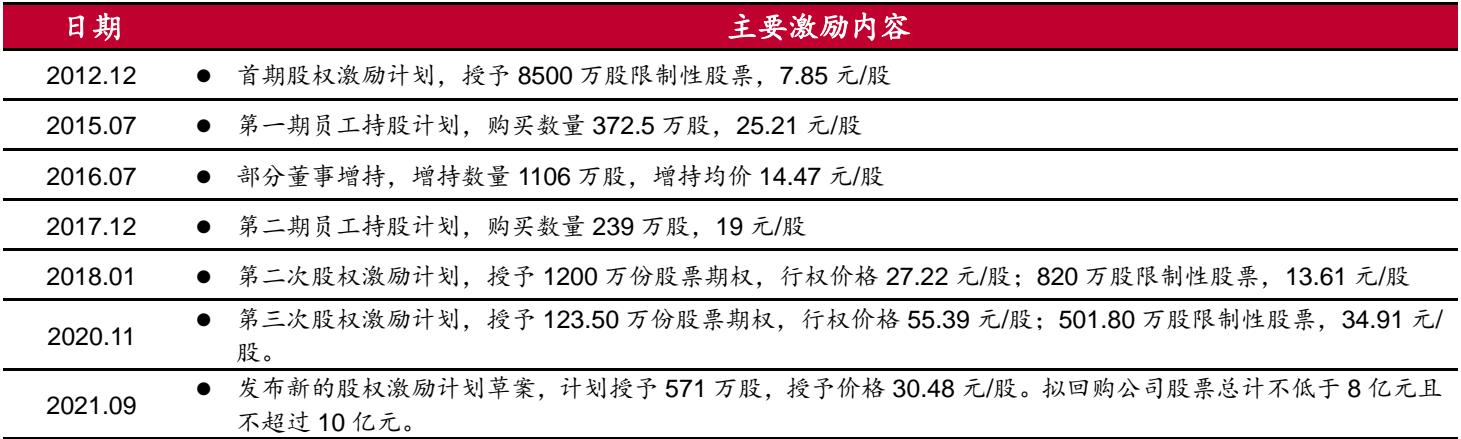 日期 主要激励内容
2012.12 ● 首期股权激励计划，授予 8500 万股限制性股票，7.85 元/股
2015.07 ● 第一期员工持股计划，购买数量 372.5 万股，25.21 元/股
2016.07 ● 部分董事增持，增持数量 1106 万股，增持均价 14.47 元/股
2017.12 ● 第二期员工持股计划，购买数量 239 万股，19 元/股
2018.01 ● 第二次股权激励计划，授予 1200 万份股票期权，行权价格 27.22 元/股；820 万股限制性股票，13.61 元/股
2020.11 ● 第三次股权激励计划，授予 123.50 万份股票期权，行权价格 55.39 元/股；501.80 万股限制性股票，34.91 元/
股。
2021.09 ● 发布新的股权激励计划草案，计划授予 571 万股，授予价格 30.48 元/股。拟回购公司股票总计不低于 8 亿元且
不超过 10 亿元。